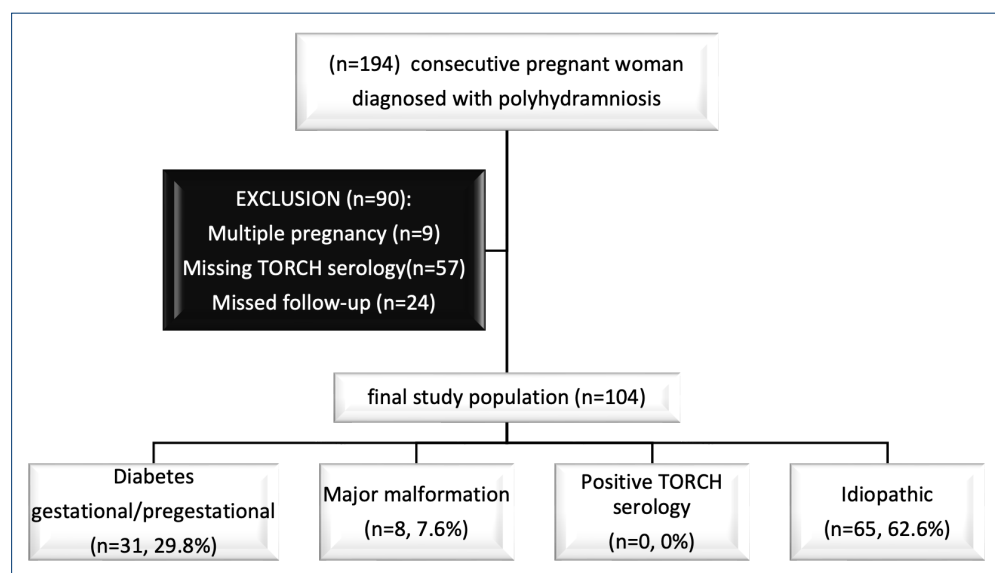 (n=194)  consecutive pregnant woman
diagnosed with polyhydramniosis
EXCLUSION (n=90):
Multiple pregnancy (n=9)
Missing TORCH serology(n=57)
Missed follow-up (n=24)
final study population (n=104)
Diabetes
gestational/pregestational
(n=31, 29.8%)
Major malformation
(n=8, 7.6%)
Positive TORCH
serology
(n=0, 0%)
Idiopathic
(n=65, 62.6%)